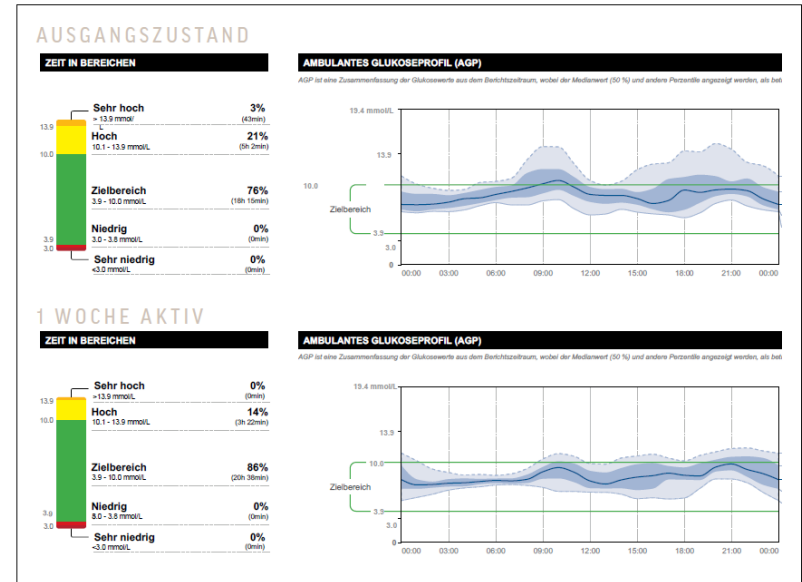 AUSGANGSZUSTAND
ZEIT IN BEREICHEN
Sehr hoch 3%
> 13.9 mmol/ (43min)
L
13.9
Hoch 21%
10.1 - 13.9 mmol/L (5h 2min)
10.0
Zielbereich 76%
3.9 - 10.0 mmol/L (18h 15min)
Niedrig 0%
3.9
3.0 - 3.8 mmol/L (0min)
3.0
Sehr niedrig 0%
<3.0 mmol/L (0min)
AMBULANTES GLUKOSEPROFIL (AGP)
AGP ist eine Zusammenfassung der Glukosewerte aus dem Berichtszeitraum, wobei der Medianwert (50 %) und andere Perzentile angezeigt werden, als bet
19.4 mmol/L
13.9
10.0
Zielbereich
3.9
3.0
0
00:00 03:00 06:00 09:00 12:00 15:00 18:00 21:00 00:00
1 WOCHE AKTIV
ZEIT IN BEREICHEN
Sehr hoch 0%
>13.9 mmol/L (0min)
13.9
Hoch 14%
10.0
10.1 - 13.9 mmol/L (3h 22min)
Zielbereich 86%
3.9 - 10.0 mmol/L (20h 38min)
Niedrig 0%
3.9
3.8 mmol/L (0min)
3.0
Sehr niedrig 0%
<3.0 mmol/L (0min)
AMBULANTES GLUKOSEPROFIL (AGP)
AGP ist eine Zusammenfassung der Glukosewerte aus dem Berichtszeitraum, wobei der Medianwert (50 %) und andere Perzentile angezeigt werden, als bet
19.4 mmol/L
13.9
10.0
Zielbereich
3.9
3.0
0
00:00 03:00 06:00 09:00 12:00 15:00 18:00 21:00 00:00